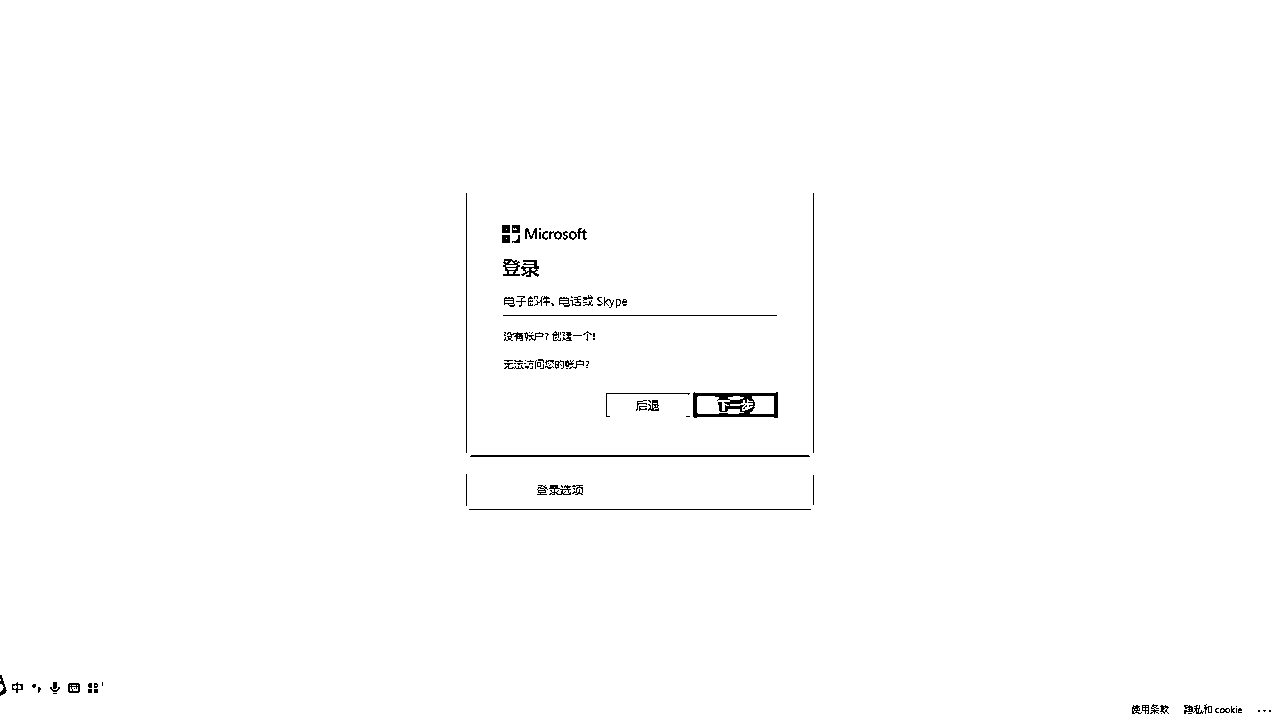 Microsoft
登录
电子邮件、电话或 Skype
没有帐户? 创建一个!
无法访问您的帐户?
后退
下一步
登录选项
中
使用条款 隐私和 cookie ...